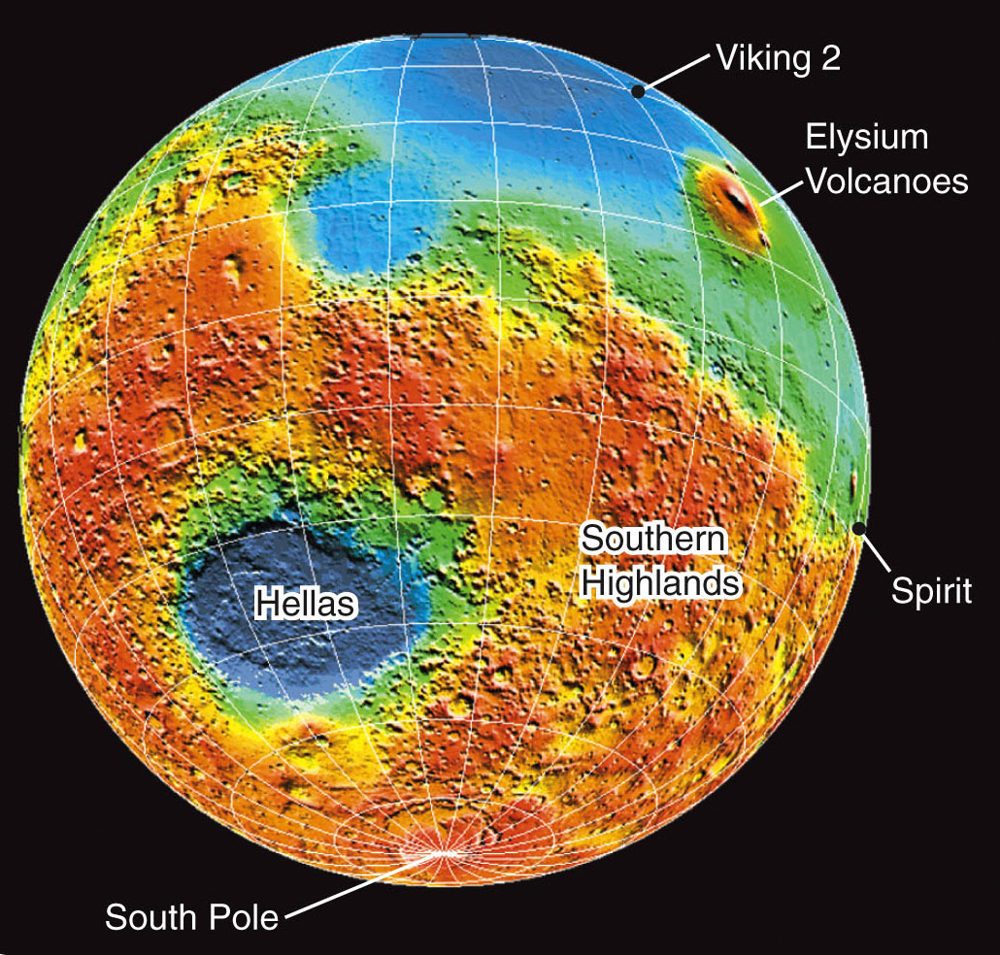 Viking 2
Elysium
Volcanoes
Southern
Highlands
Hellas
Spirit
South Pole